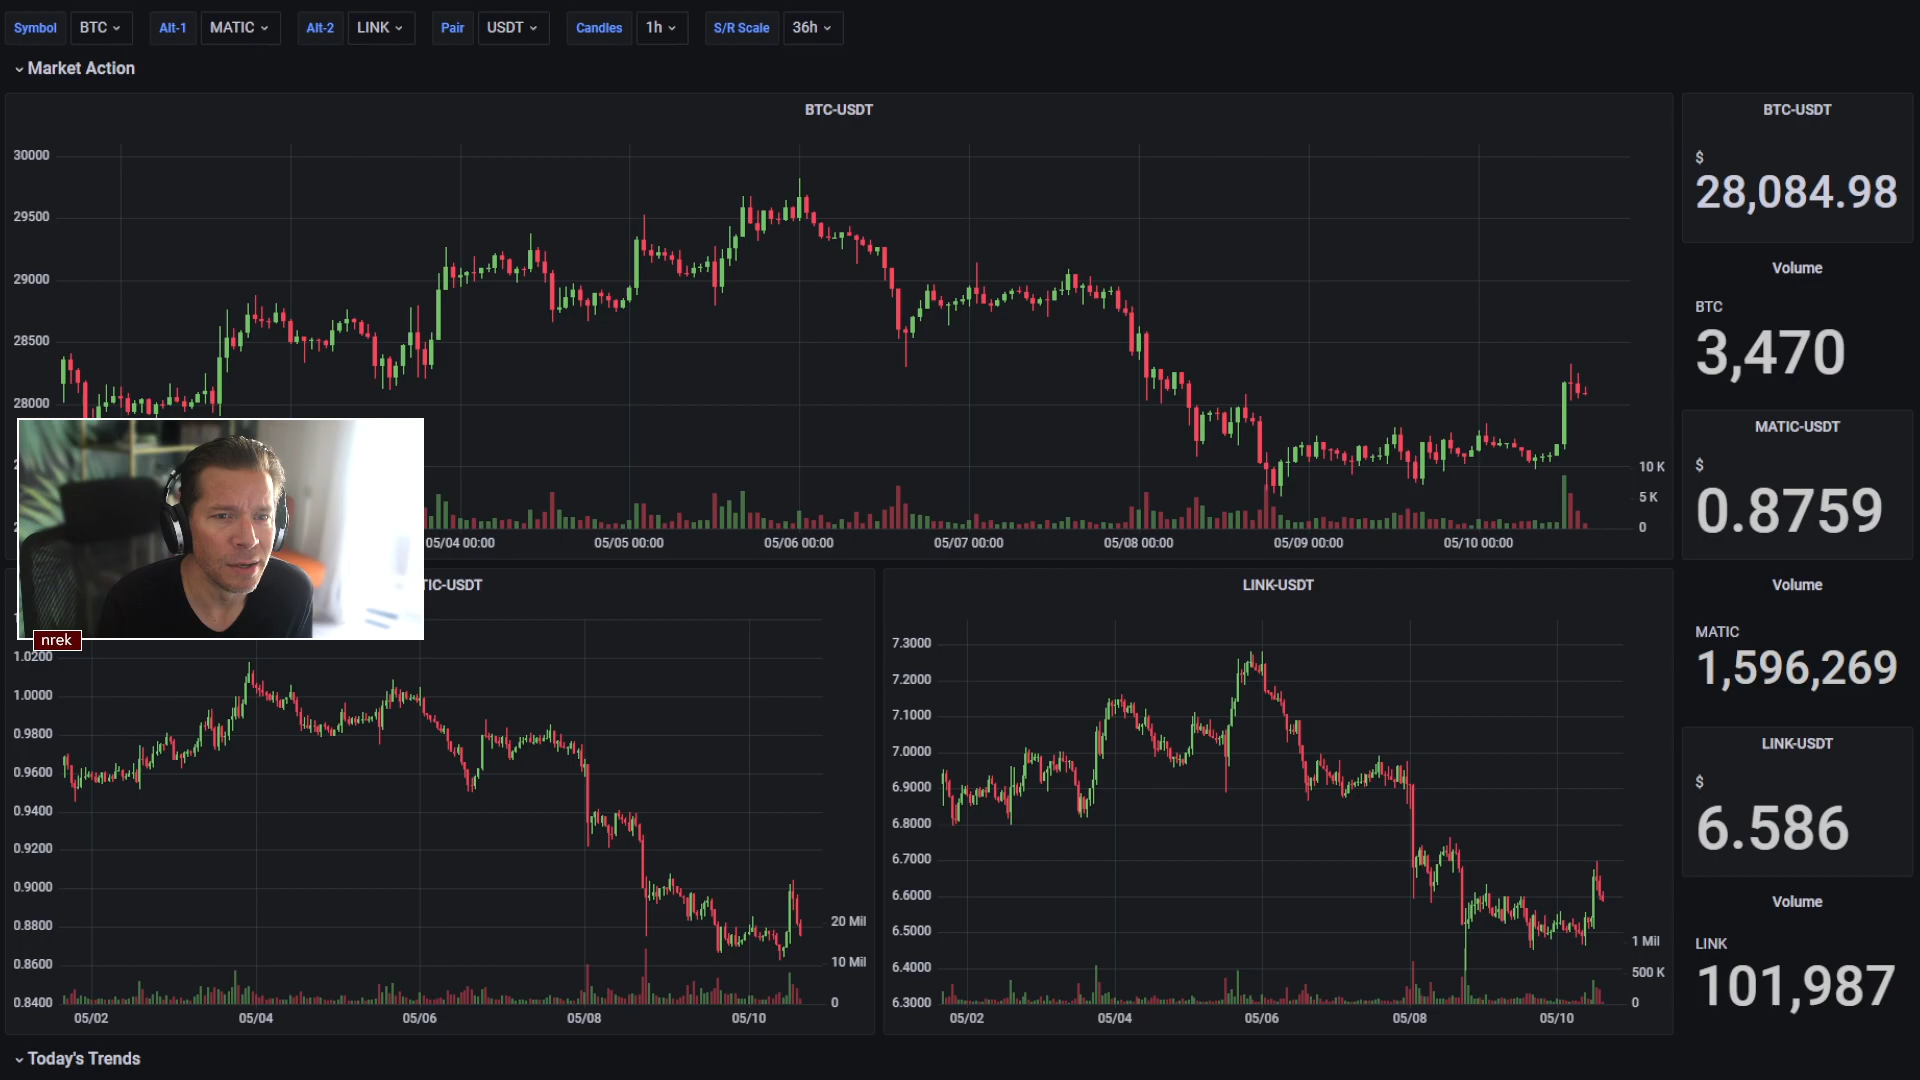 Symbol BTC Alt-1 MATIC Alt-2 LINK Pair USDT Candles 1h S/R Scale 36h
Market Action
BTC-USDT
30000
29500
29000
28500
28000
10 K
5 K
0
05/04 00:00 05/05 00:00 05/06 00:00 05/07 00:00 05/08 00:00 05/09 00:00 05/10 00:00
BTC-USDT
$
28,084.98
Volume
BTC
3,470
MATIC-USDT
$
0.8759
Volume
MATIC
1,596,269
LINK-USDT
$
6.586
Volume
LINK
101,987
nrek
TIC-USDT
1.0200
1.0000
0.9800
0.9600
0.9400
0.9200
0.9000
0.8800
0.8600
0.8400
20 Mil
10 Mil
0
05/02 05/04 05/06 05/08 05/10
LINK-USDT
7.3000
7.2000
7.1000
7.0000
6.9000
6.8000
6.7000
6.6000
6.5000
6.4000
6.3000
1 Mil
500 K
0
05/02 05/04 05/06 05/08 05/10
Today's Trends